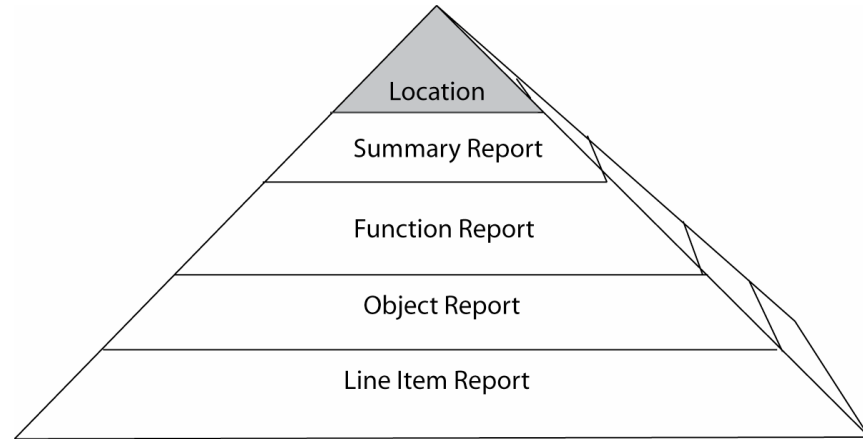 Location
Summary Report
Function Report
Object Report
Line Item Report